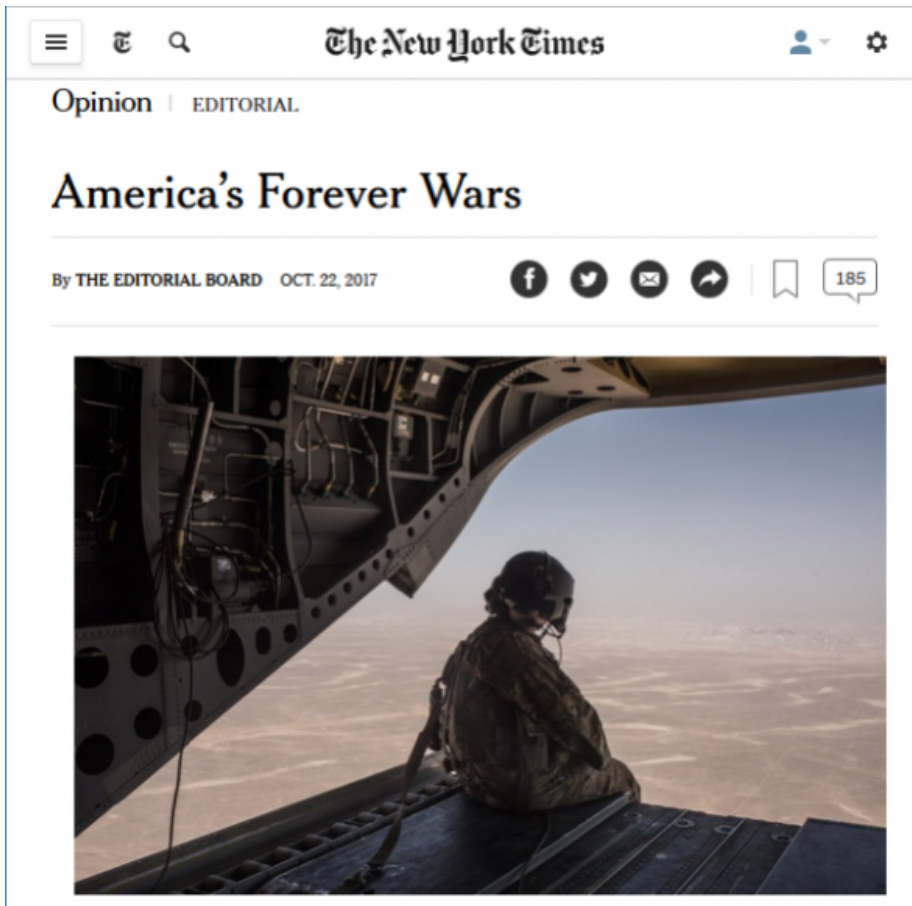 The New York Times
Opinion | EDITORIAL
America's Forever Wars
By THE EDITORIAL BOARD OCT. 22, 2017
185